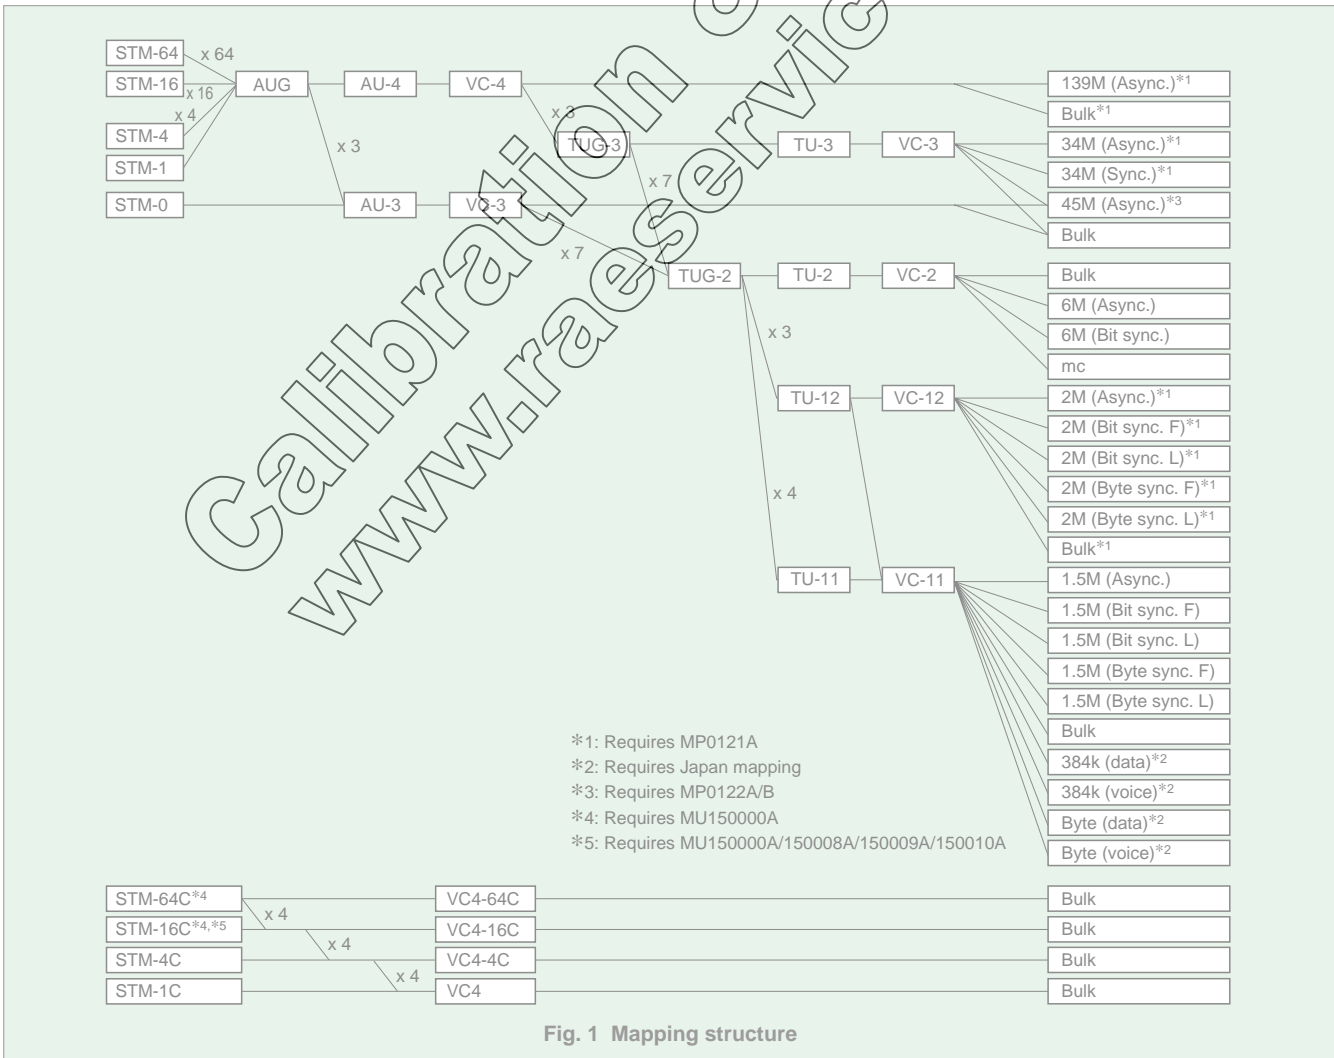 STM-64 x 64
STM-16 x 16 AUG AU-4 VC-4 139M (Async.)*1
Bulk*1
x 4 x 3
STM-4 x 3 TUG-3 TU-3 VC-3 34M (Async.)*1
STM-1 34M (Sync.)*1
x 7
STM-0 AU-3 VC-3 45M (Async.)*3
Bulk
x 7
TUG-2 TU-2 VC-2 Bulk
6M (Async.)
x 3 6M (Bit sync.)
mc
TU-12 VC-12 2M (Async.)*1
2M (Bit sync. F)*1
2M (Bit sync. L)*1
x 4 2M (Byte sync. F)*1
2M (Byte sync. L)*1
Bulk*1
TU-11 VC-11 1.5M (Async.)
1.5M (Bit sync. F)
1.5M (Bit sync. L)
1.5M (Byte sync. F)
1.5M (Byte sync. L)
Bulk
384k (data)*2
384k (voice)*2
Byte (data)*2
Byte (voice)*2
*1: Requires MP0121A
*2: Requires Japan mapping
*3: Requires MP0122A/B
*4: Requires MU150000A
*5: Requires MU150000A/150008A/150009A/150010A
STM-64C*4 VC4-64C Bulk
x 4
STM-16C*4,*5 VC4-16C Bulk
x 4
STM-4C VC4-4C Bulk
x 4
STM-1C VC4 Bulk
Fig. 1 Mapping structure
Calibration
www.raeservic